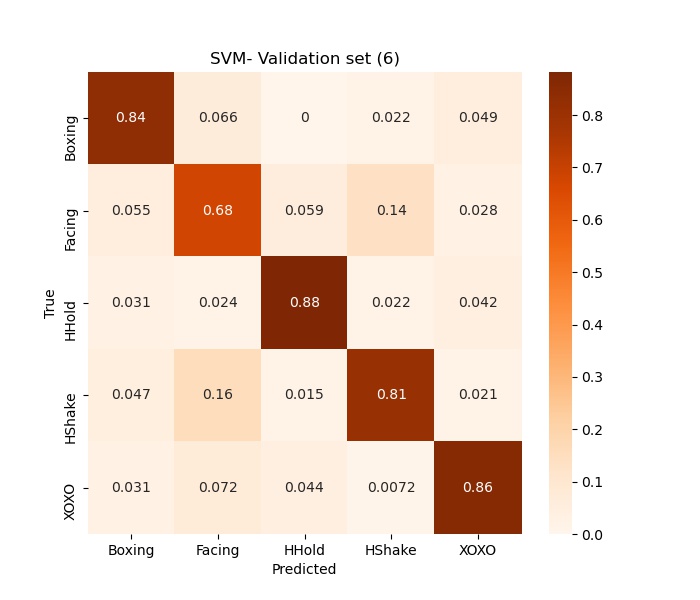 SVM- Validation set (6)
Boxing 0.84 0.066 0 0.022 0.049
Facing 0.055 0.68 0.059 0.14 0.028
HHold 0.031 0.024 0.88 0.022 0.042
HShake 0.047 0.16 0.015 0.81 0.021
XOXO 0.031 0.072 0.044 0.0072 0.86
True
Boxing Facing HHold HShake XOXO
Predicted
0.8
0.7
0.6
0.5
0.4
0.3
0.2
0.1
0.0